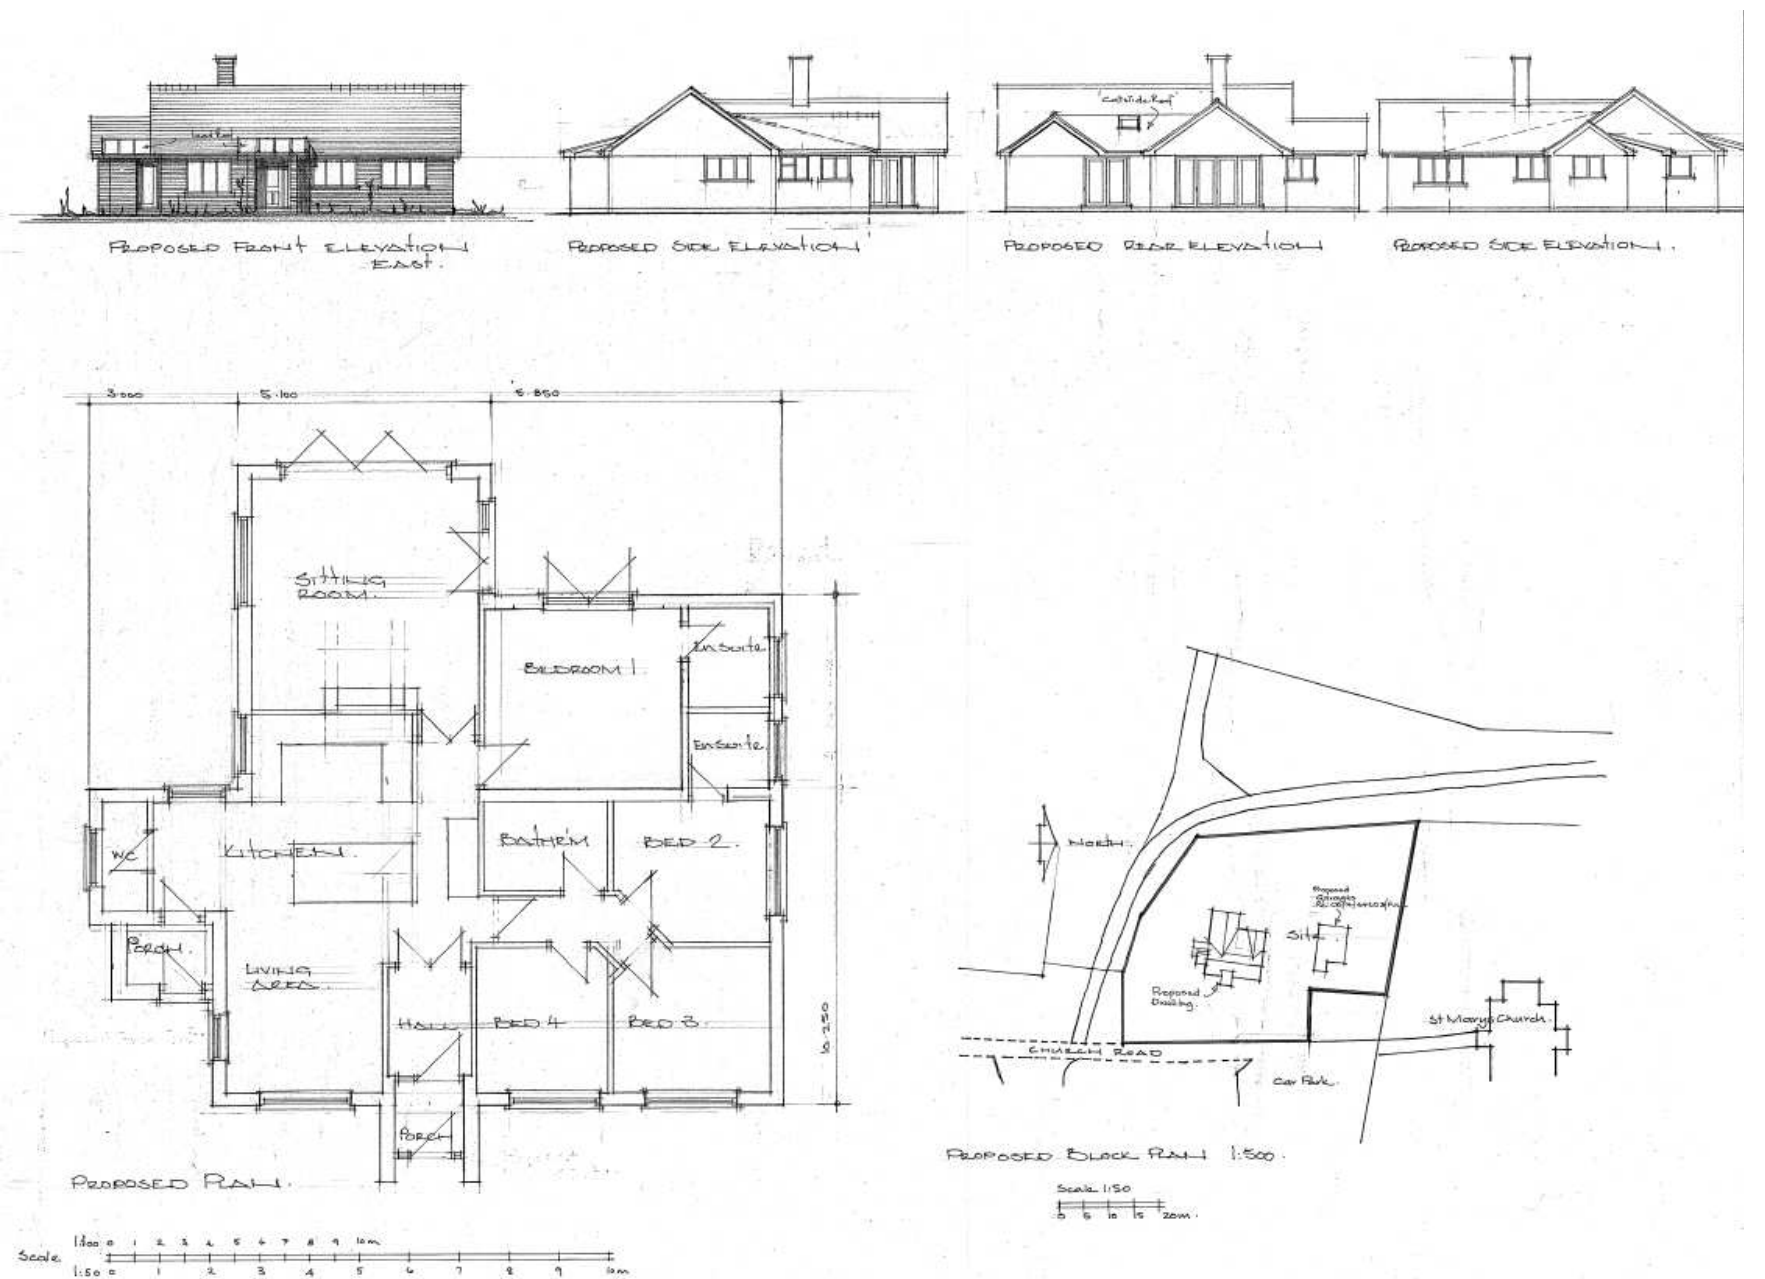 Lead Roof
'Catslide Roof'
PROPOSED FRONT ELEVATION
EAST.
PROPOSED SIDE ELEVATION
PROPOSED REAR ELEVATION
PROPOSED SIDE ELEVATION.
3·000
5·100
5·850
SITTING
ROOM.
BEDROOM 1.
Ensuite
Ensuite
WC
KITCHEN.
BATHR'M
BED 2.
PORCH.
LIVING
AREA.
HALL
BED 4
BED 3.
10·250
PORCH
PROPOSED PLAN.
NORTH.
Proposed
Garages
Site.
Proposed
Dwelling.
St Marys Church.
CHURCH ROAD
Car Park.
PROPOSED BLOCK PLAN 1:500.
Scale 1:50
0 5 10 15 20m.
1:100 0 1 2 3 4 5 6 7 8 9 10m
Scale
1:50 0 1 2 3 4 5 6 7 8 9 10m